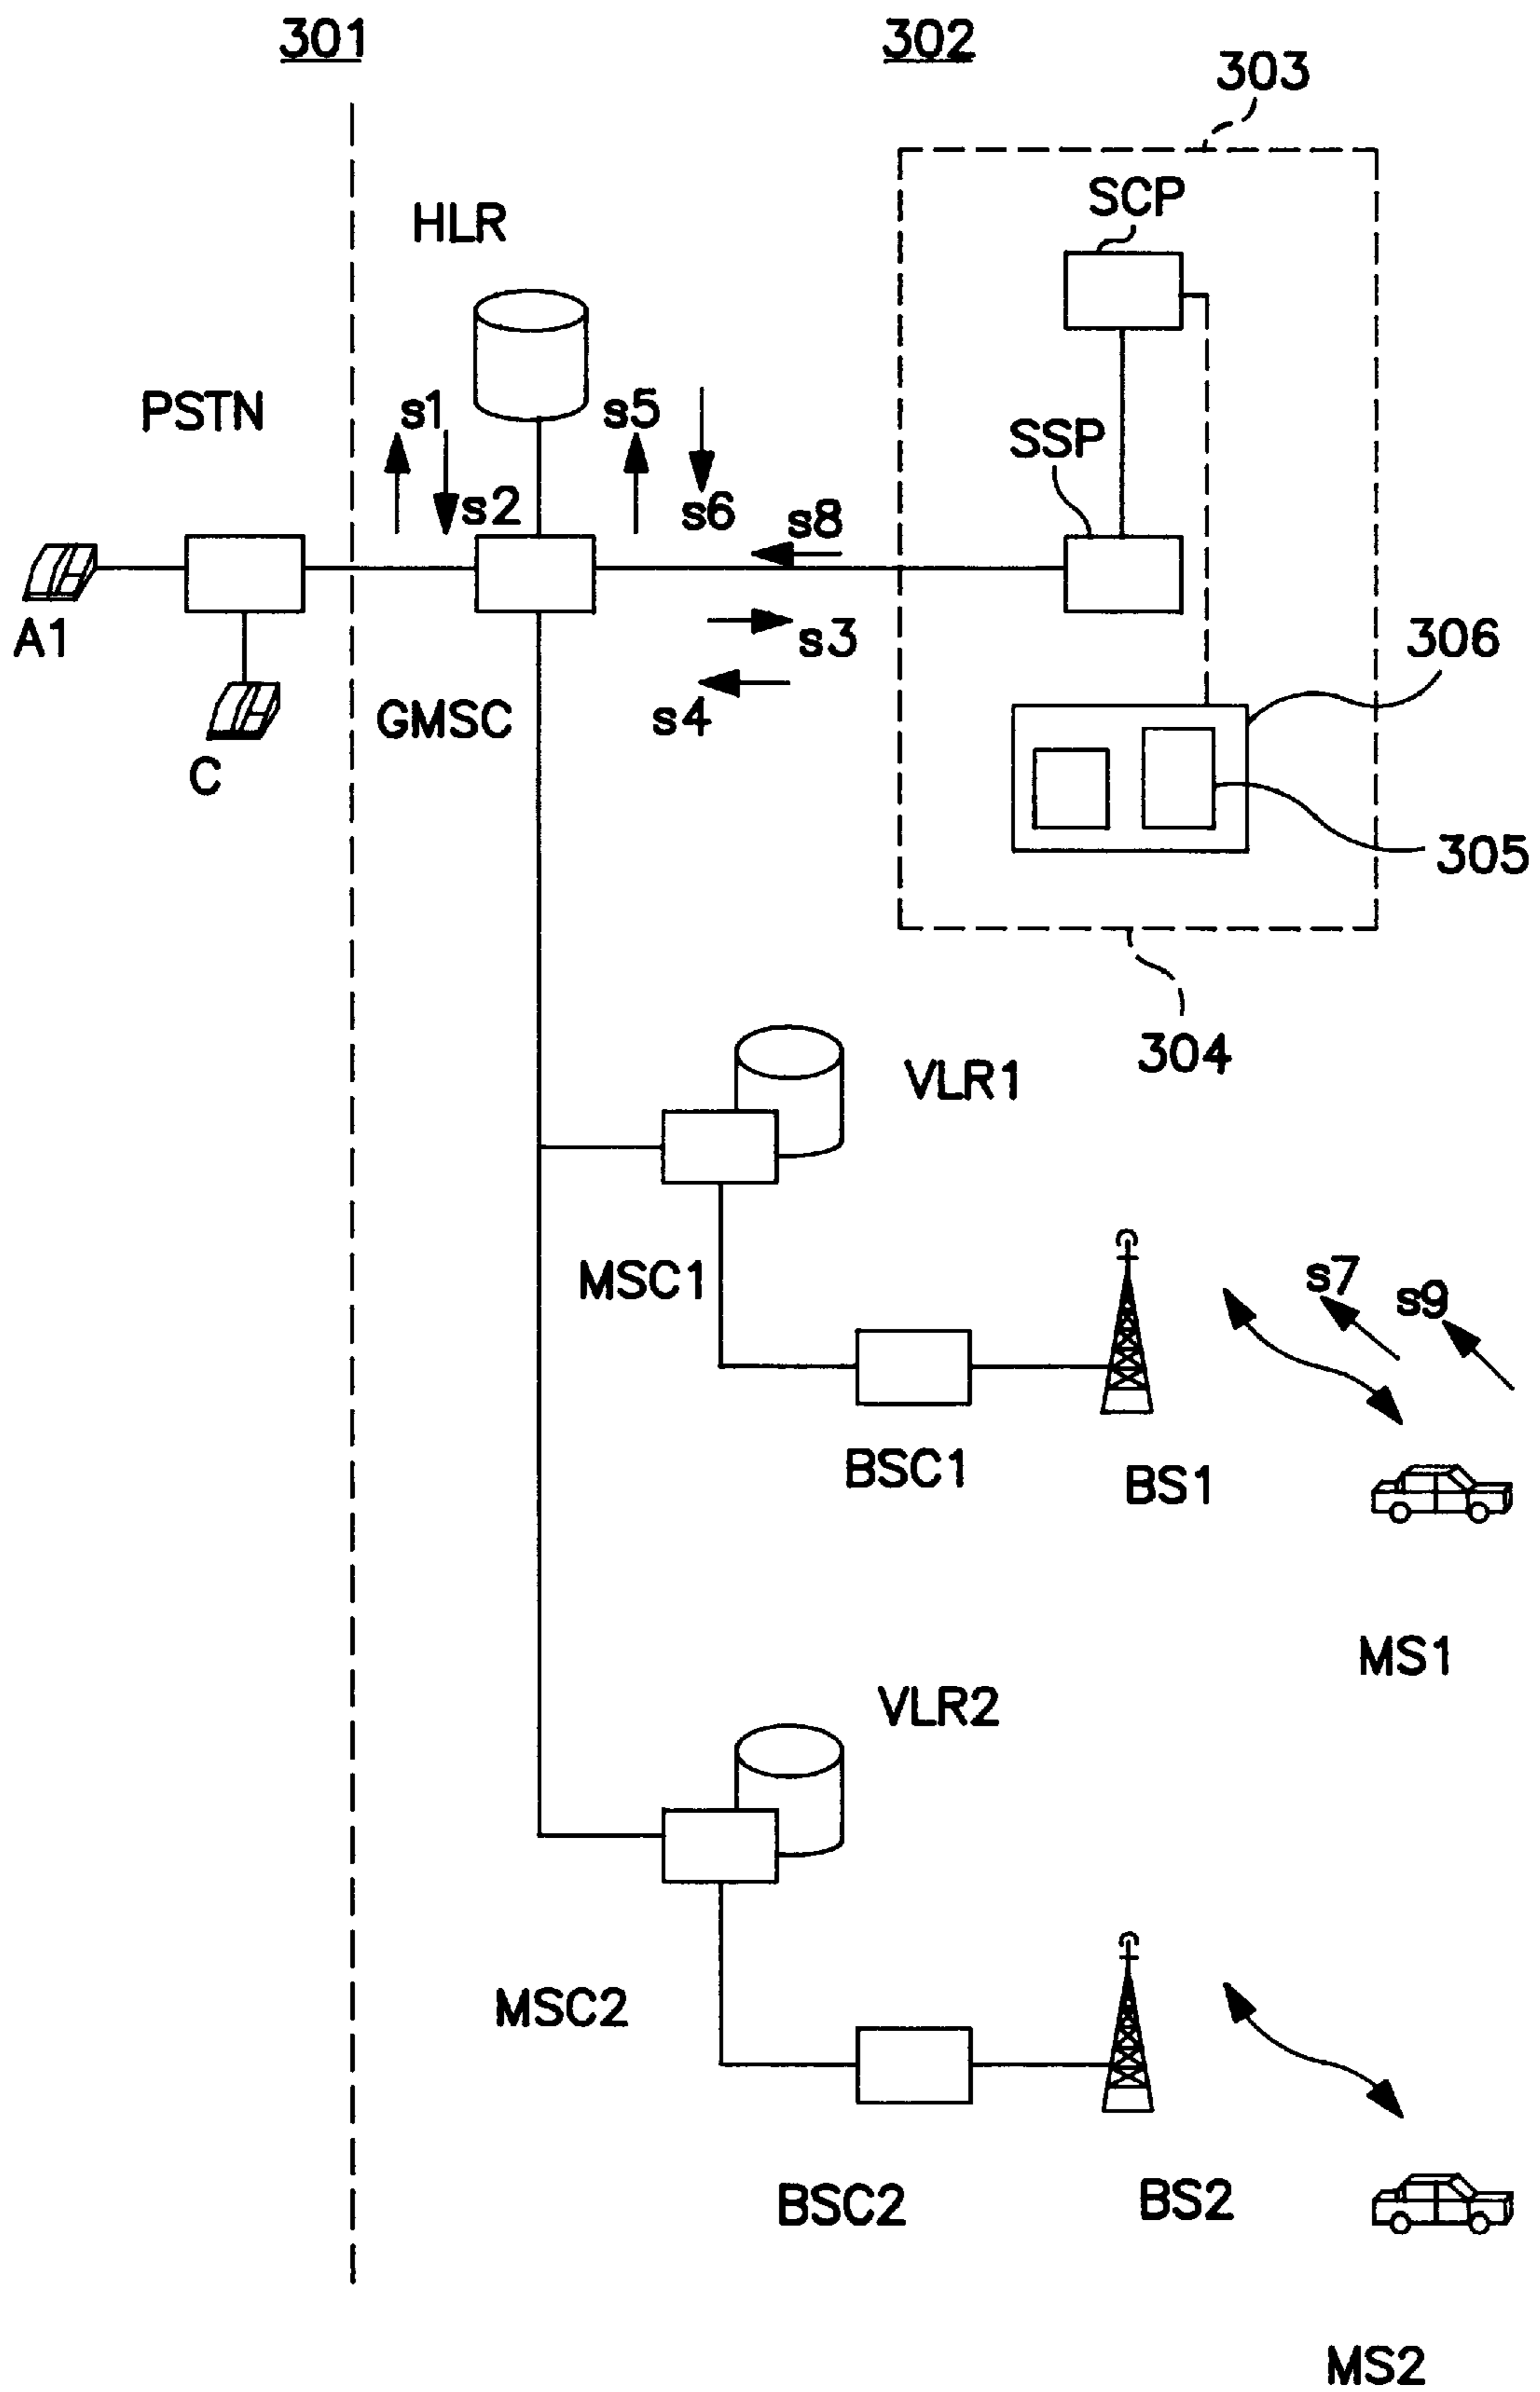 301
302
303
SCP
HLR
PSTN
s1
s5
SSP
s2
s6
s8
A1
s3
306
GMSC
s4
C
305
304
VLR1
MSC1
s7
s9
BSC1
BS1
MS1
VLR2
MSC2
BSC2
BS2
MS2